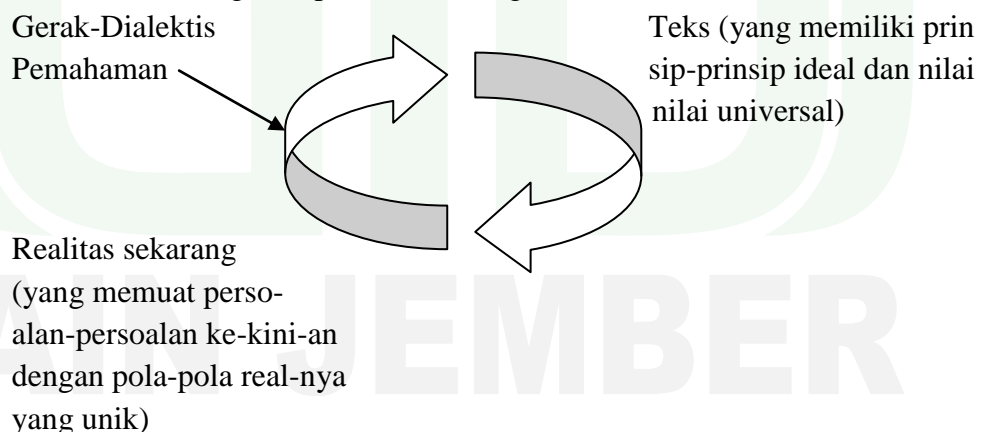 Gerak-Dialektis
Pemahaman
Teks (yang memiliki prin
sip-prinsip ideal dan nilai
nilai universal)
Realitas sekarang
(yang memuat perso-
alan-persoalan ke-kini-an
dengan pola-pola real-nya
yang unik)
AIN JEMBER